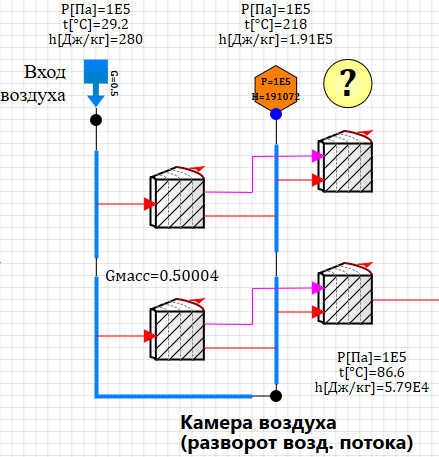 P[Па]=1E5
t[°C]=29.2
h[Дж/кг]=280
P[Па]=1E5
t[°C]=218
h[Дж/кг]=1.91E5
Вход
воздуха
G=0.5
P=1E5
H=191072
?
Gмасс=0.50004
P[Па]=1E5
t[°C]=86.6
h[Дж/кг]=5.79E4
Камера воздуха
(разворот возд. потока)